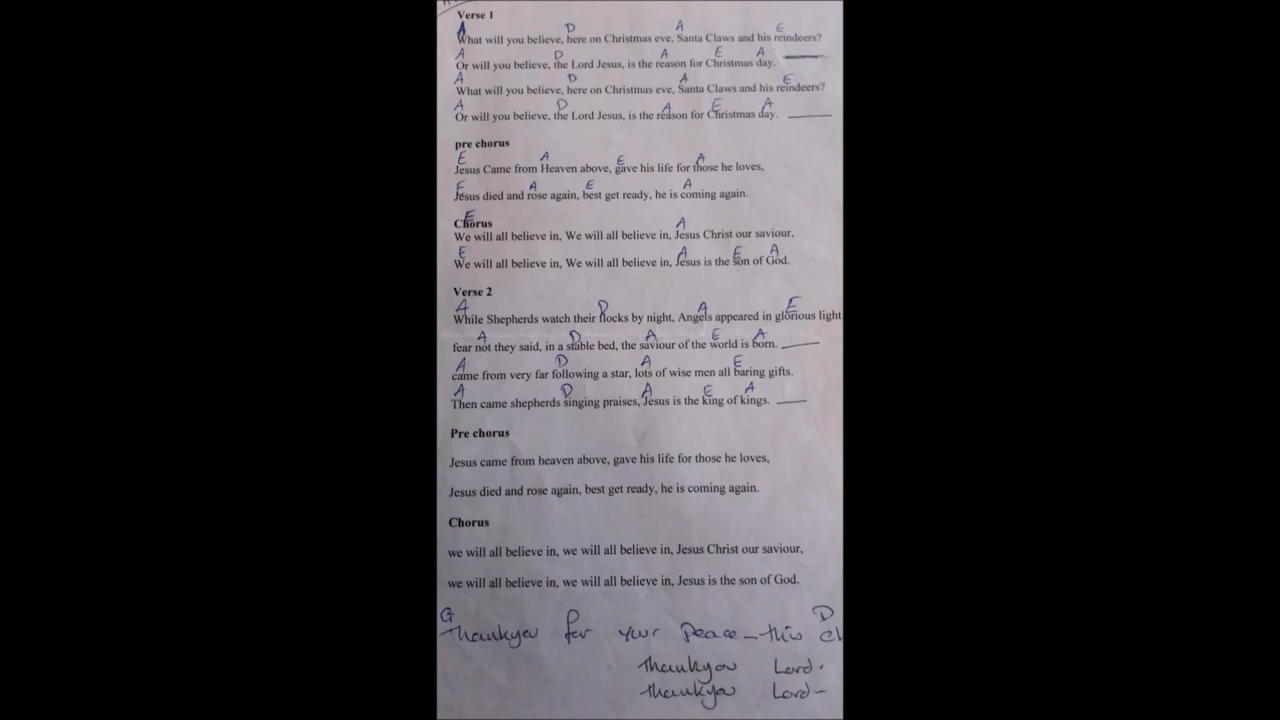 Verse 1
A D A E
What will you believe, here on Christmas eve, Santa Claws and his reindeers?
A D A E A
Or will you believe, the Lord Jesus, is the reason for Christmas day.
A D A E
What will you believe, here on Christmas eve, Santa Claws and his reindeers?
A D A E A
Or will you believe, the Lord Jesus, is the reason for Christmas day.
pre chorus
E A E A
Jesus Came from Heaven above, gave his life for those he loves,
E A E A
Jesus died and rose again, best get ready, he is coming again.
Chorus
E A
We will all believe in, We will all believe in, Jesus Christ our saviour,
E A E A
We will all believe in, We will all believe in, Jesus is the son of God.
Verse 2
A D A E
While Shepherds watch their flocks by night, Angels appeared in glorious light
A D A E A
fear not they said, in a stable bed, the saviour of the world is born.
A D A E
came from very far following a star, lots of wise men all baring gifts.
A D A E A
Then came shepherds singing praises, Jesus is the king of kings.
Pre chorus
Jesus came from heaven above, gave his life for those he loves,
Jesus died and rose again, best get ready, he is coming again.
Chorus
we will all believe in, we will all believe in, Jesus Christ our saviour,
we will all believe in, we will all believe in, Jesus is the son of God.
G D
Thankyou for your Peace - this
Thankyou Lord.
Thankyou Lord -